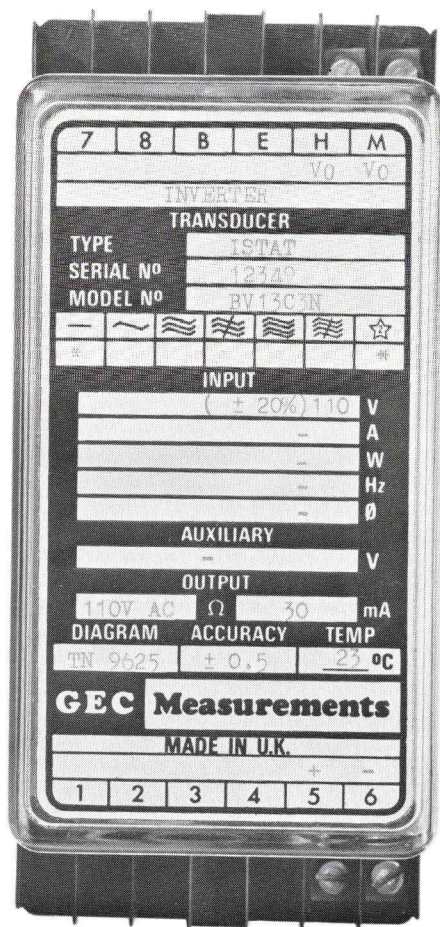 7 8 B E H M
Vo Vo
INVERTER
TRANSDUCER
TYPE ISTAT
SERIAL Nº 12349
MODEL Nº BV13C3N
* *
INPUT
( ± 20%)110 V
- A
- W
- Hz
- Ø
AUXILIARY
- V
OUTPUT
110V AC Ω 30 mA
DIAGRAM ACCURACY TEMP
TN 9625 ± 0.5 23 ºC
GEC Measurements
MADE IN U.K.
+ -
1 2 3 4 5 6